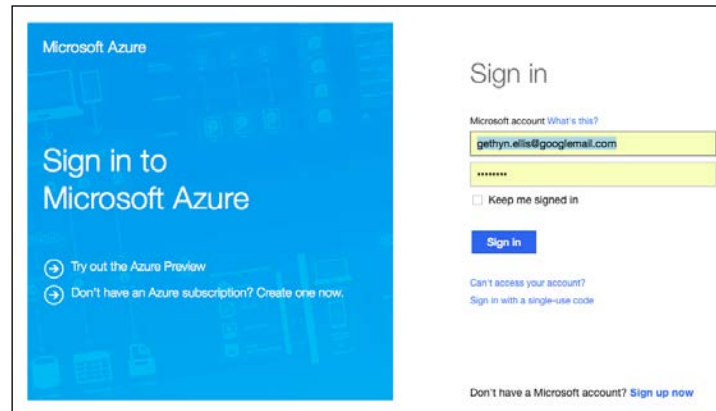 Microsoft Azure
Sign in to
Microsoft Azure
Try out the Azure Preview
Don't have an Azure subscription? Create one now.
Sign in
Microsoft account What's this?
gethyn.ellis@googlemail.com
••••••••
Keep me signed in
Sign in
Can't access your account?
Sign in with a single-use code
Don't have a Microsoft account? Sign up now